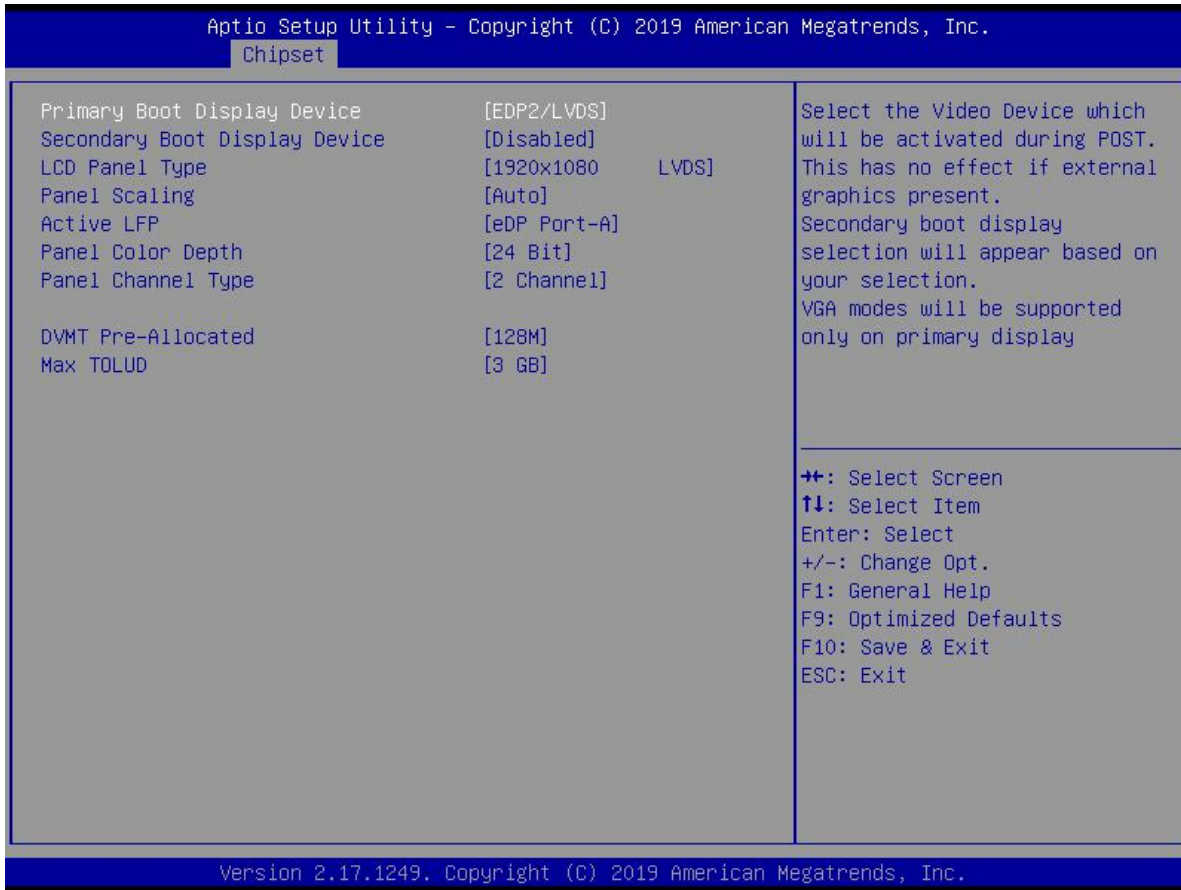 Aptio Setup Utility – Copyright (C) 2019 American Megatrends, Inc.
Chipset
Primary Boot Display Device [EDP2/LVDS]
Secondary Boot Display Device [Disabled]
LCD Panel Type [1920x1080 LVDS]
Panel Scaling [Auto]
Active LFP [eDP Port-A]
Panel Color Depth [24 Bit]
Panel Channel Type [2 Channel]
DVMT Pre-Allocated [128M]
Max TOLUD [3 GB]
Select the Video Device which
will be activated during POST.
This has no effect if external
graphics present.
Secondary boot display
selection will appear based on
your selection.
VGA modes will be supported
only on primary display
→←: Select Screen
↑↓: Select Item
Enter: Select
+/-: Change Opt.
F1: General Help
F9: Optimized Defaults
F10: Save & Exit
ESC: Exit
Version 2.17.1249. Copyright (C) 2019 American Megatrends, Inc.